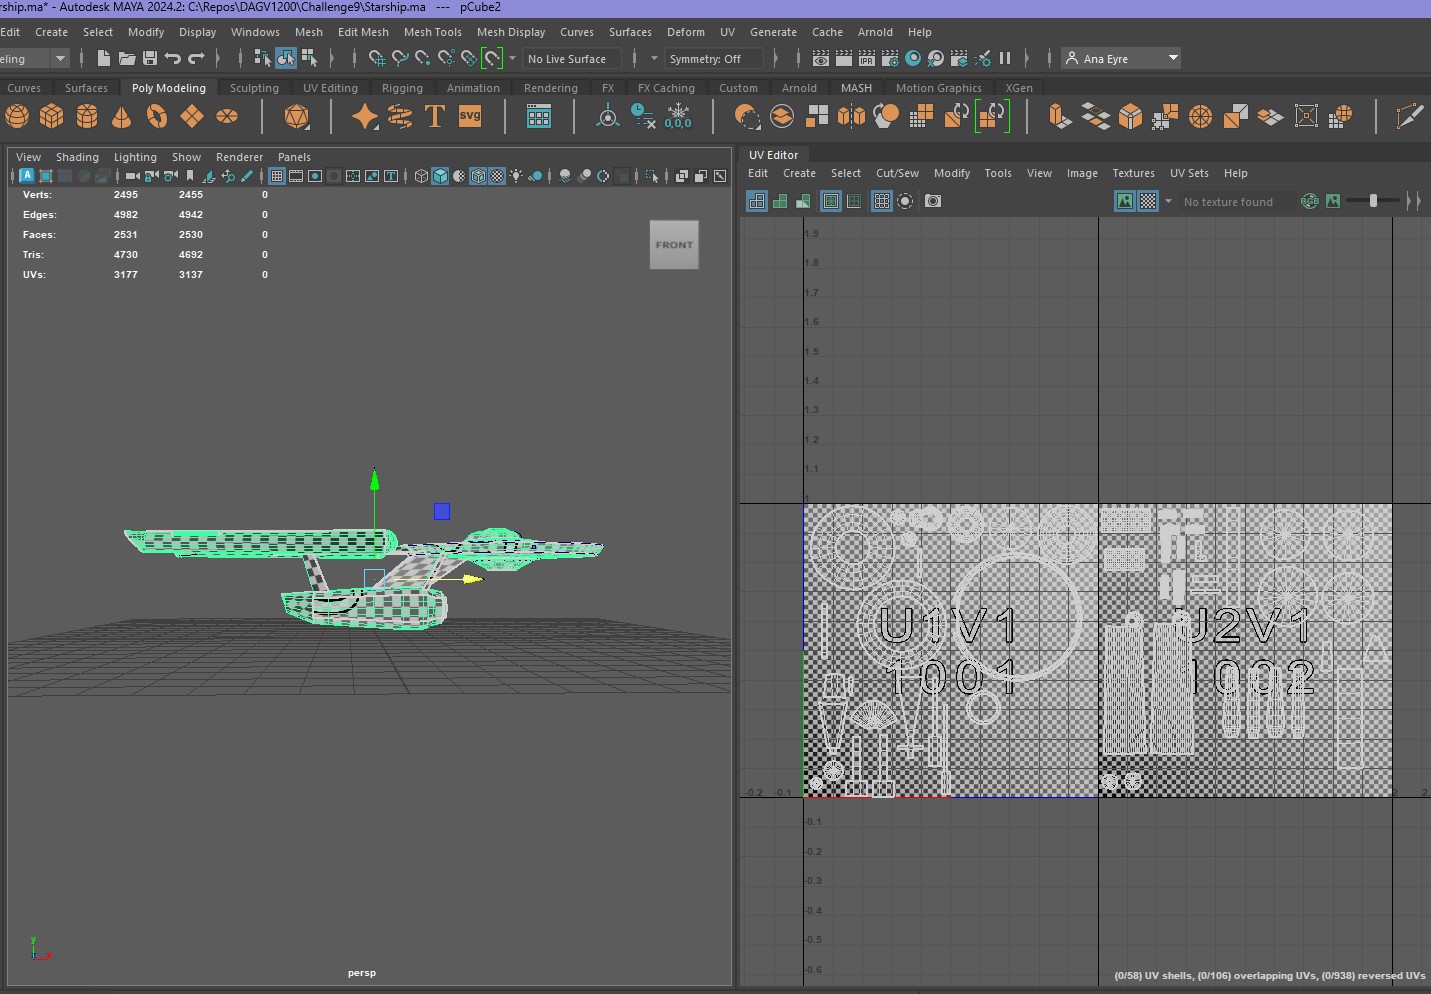 rship.ma* - Autodesk MAYA 2024.2: C:\Repos\DAGV1200\Challenge9\Starship.ma --- pCube2
Edit Create Select Modify Display Windows Mesh Edit Mesh Mesh Tools Mesh Display Curves Surfaces Deform UV Generate Cache Arnold Help
eling No Live Surface Symmetry: Off IPR Ana Eyre
Curves Surfaces Poly Modeling Sculpting UV Editing Rigging Animation Rendering FX FX Caching Custom Arnold MASH Motion Graphics XGen
T SVG 0,0,0
View Shading Lighting Show Renderer Panels
Verts: 2495 2455 0
Edges: 4982 4942 0
Faces: 2531 2530 0
Tris: 4730 4692 0
UVs: 3177 3137 0
FRONT
y
x
persp
UV Editor
Edit Create Select Cut/Sew Modify Tools View Image Textures UV Sets Help
No texture found RGB
1.9
1.8
1.7
1.6
1.5
1.4
1.3
1.2
1.1
1
U1V1 U2V1
1001 1002
-0.2 -0.1 2 2
-0.1
-0.2
-0.3
-0.4
-0.5
-0.6
(0/58) UV shells, (0/106) overlapping UVs, (0/938) reversed UVs